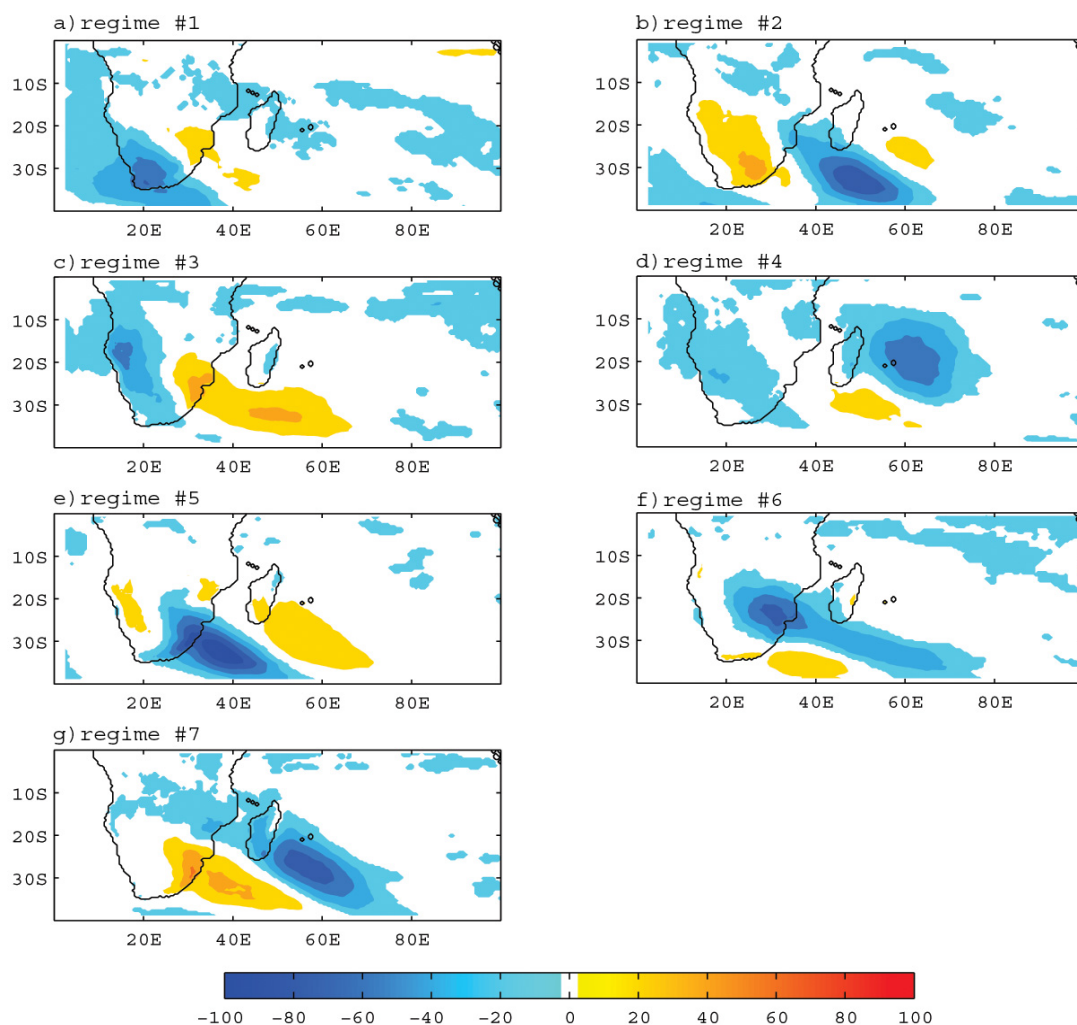 a)regime #1
b)regime #2
10S
20S
30S
10S
20S
30S
20E 40E 60E 80E
20E 40E 60E 80E
c)regime #3
d)regime #4
10S
20S
30S
10S
20S
30S
20E 40E 60E 80E
20E 40E 60E 80E
e)regime #5
f)regime #6
10S
20S
30S
10S
20S
30S
20E 40E 60E 80E
20E 40E 60E 80E
g)regime #7
10S
20S
30S
20E 40E 60E 80E
-100 -80 -60 -40 -20 0 20 40 60 80 100